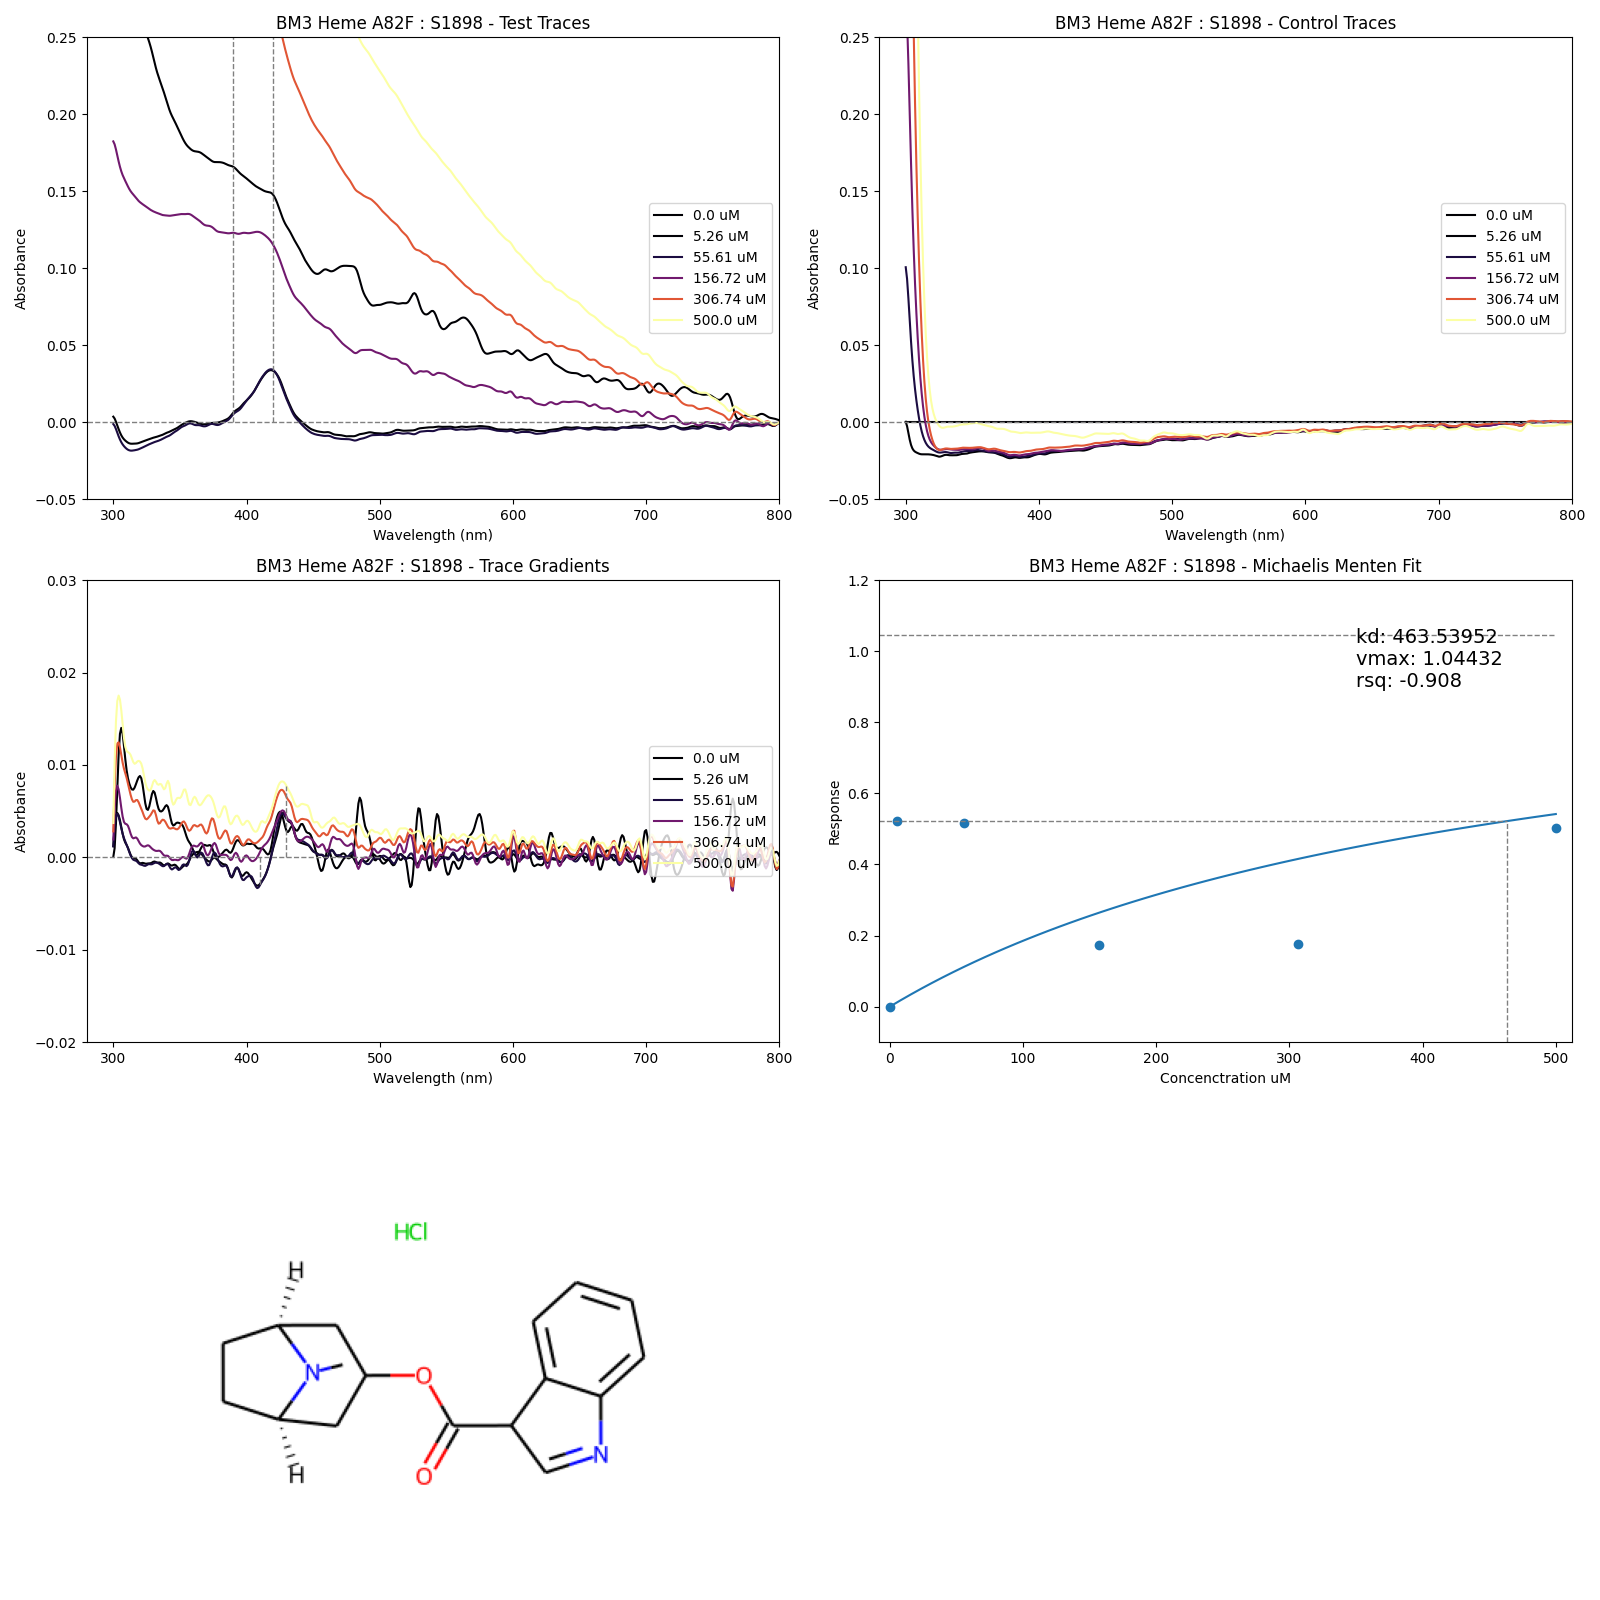 BM3 Heme A82F : S1898 - Test Traces
0.25
0.20
0.15
0.10
0.05
0.00
−0.05
Absorbance
300 400 500 600 700 800
Wavelength (nm)
0.0 uM
5.26 uM
55.61 uM
156.72 uM
306.74 uM
500.0 uM
BM3 Heme A82F : S1898 - Control Traces
0.25
0.20
0.15
0.10
0.05
0.00
−0.05
Absorbance
300 400 500 600 700 800
Wavelength (nm)
0.0 uM
5.26 uM
55.61 uM
156.72 uM
306.74 uM
500.0 uM
BM3 Heme A82F : S1898 - Trace Gradients
0.03
0.02
0.01
0.00
−0.01
−0.02
Absorbance
300 400 500 600 700 800
Wavelength (nm)
0.0 uM
5.26 uM
55.61 uM
156.72 uM
306.74 uM
500.0 uM
BM3 Heme A82F : S1898 - Michaelis Menten Fit
1.2
1.0
0.8
0.6
0.4
0.2
0.0
Response
kd: 463.53952
vmax: 1.04432
rsq: -0.908
0 100 200 300 400 500
Concenctration uM
HCl
H
N
O
N
H
O